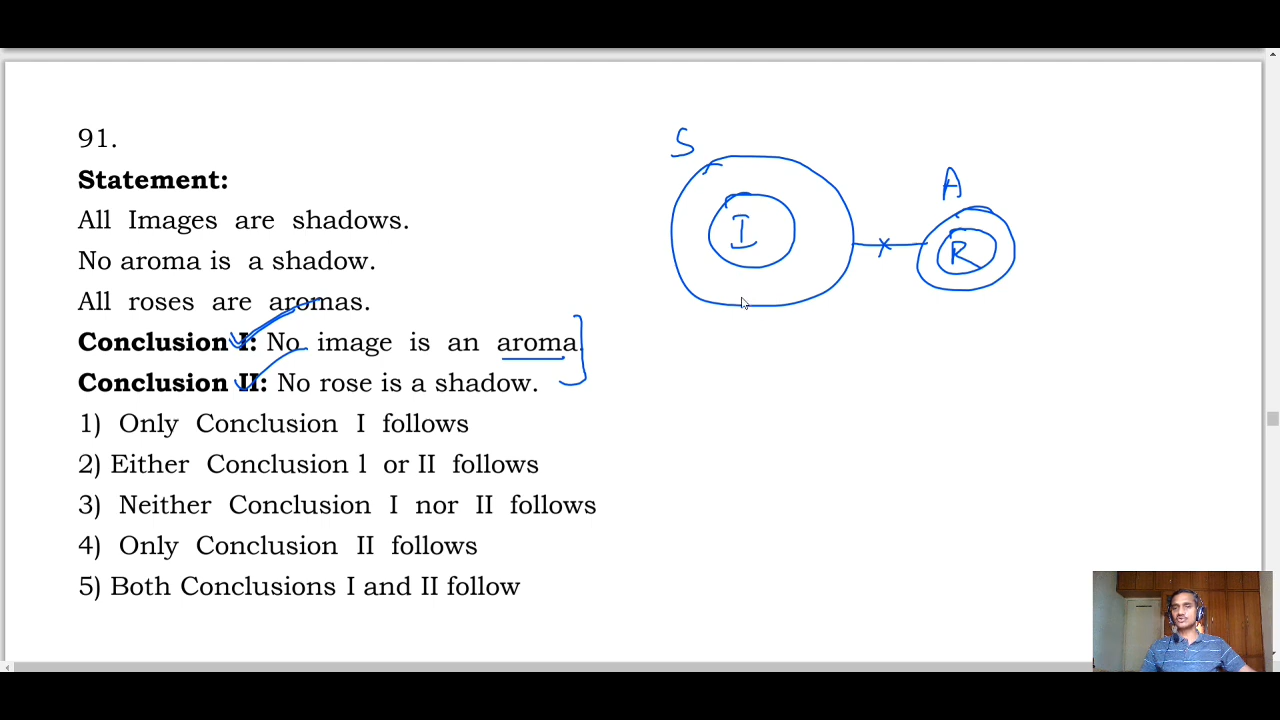 91.
Statement:
All Images are shadows.
No aroma is a shadow.
All roses are aromas.
Conclusion I: No image is an aroma.
Conclusion II: No rose is a shadow.
1) Only Conclusion I follows
2) Either Conclusion l or II follows
3) Neither Conclusion I nor II follows
4) Only Conclusion II follows
5) Both Conclusions I and II follow
S
I
A
R